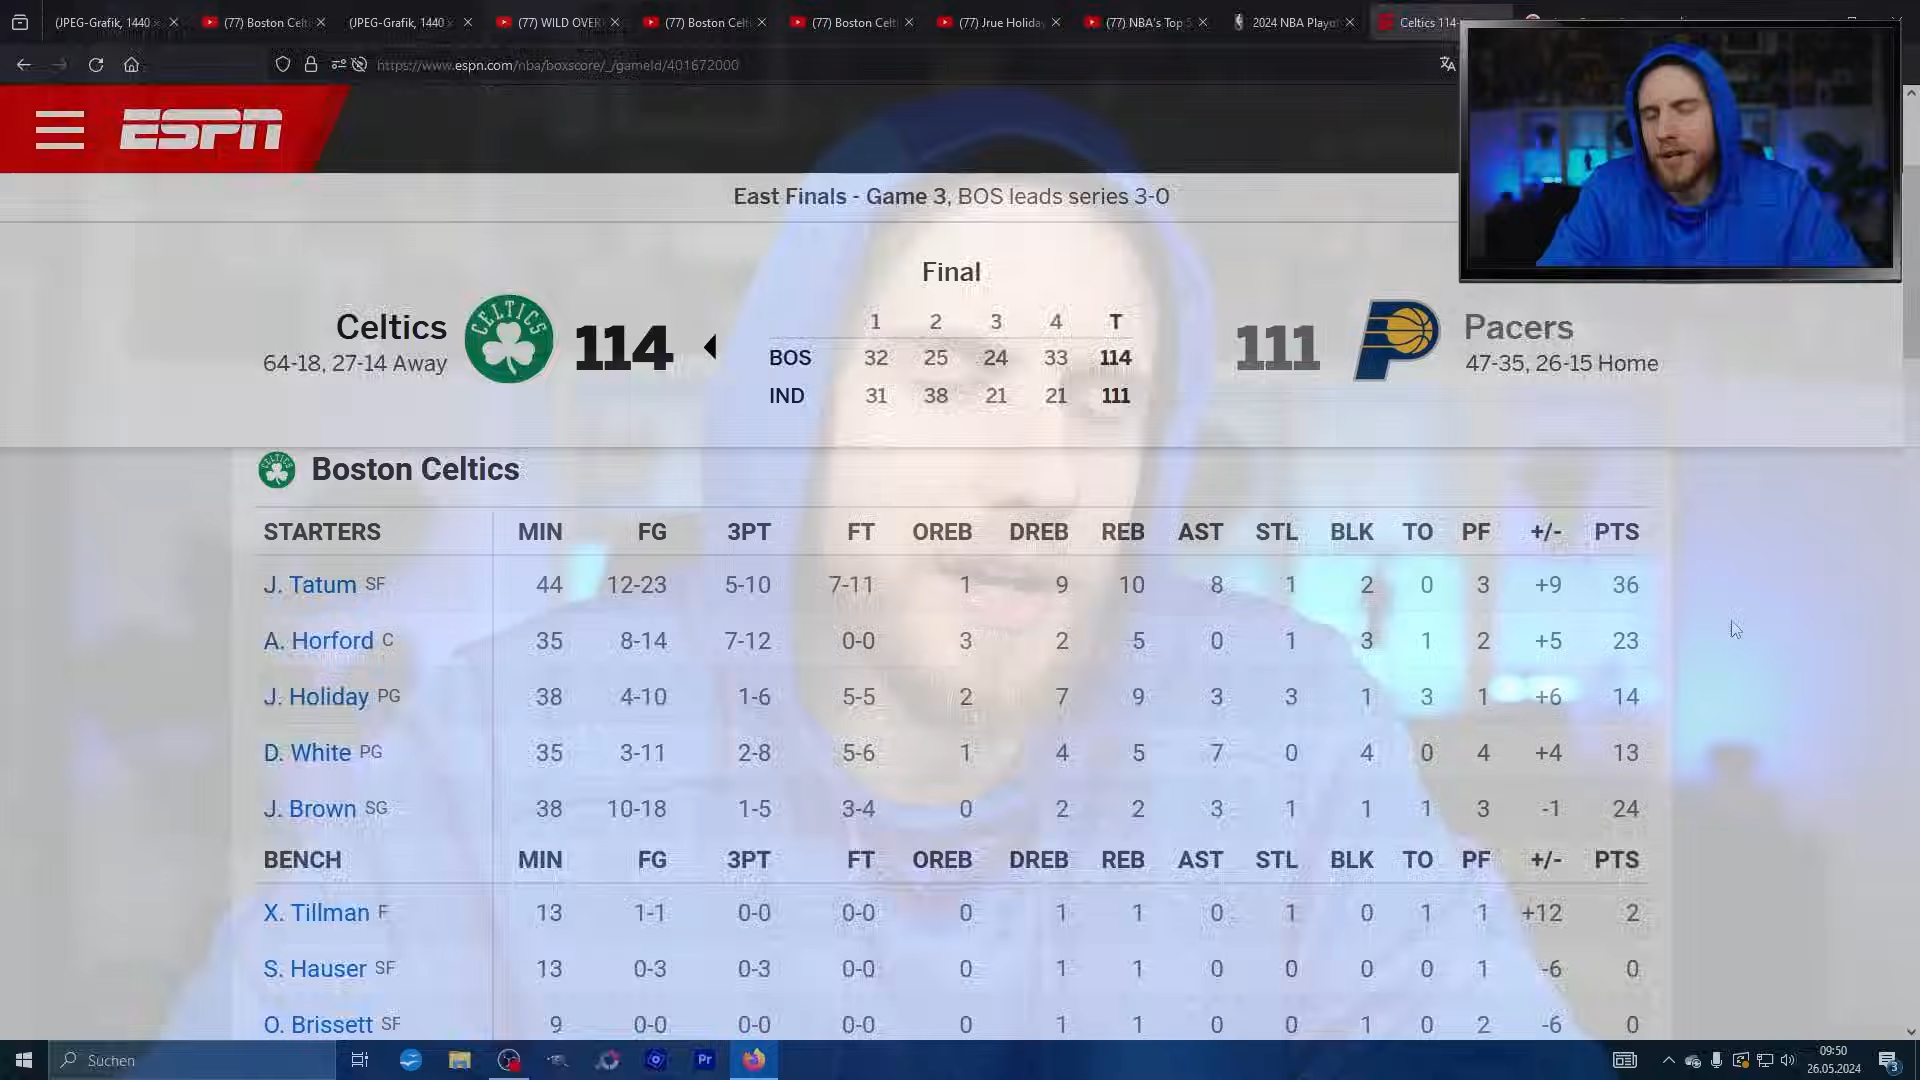 (JPEG-Grafik, 1440 × (77) Boston Celti × (JPEG-Grafik, 1440 × (77) WILD OVER × (77) Boston Celti × (77) Boston Celti × (77) Jrue Holiday × (77) NBA's Top 5 × 2024 NBA Playof × Celtics 114-
https://www.espn.com/nba/boxscore/_/gameId/401672000
ESPN
East Finals - Game 3, BOS leads series 3-0
Final
Celtics
64-18, 27-14 Away
CELTICS
114
1 2 3 4 T
BOS 32 25 24 33 114
IND 31 38 21 21 111
111
Pacers
47-35, 26-15 Home
Boston Celtics
STARTERS MIN FG 3PT FT OREB DREB REB AST STL BLK TO PF +/- PTS
J. Tatum SF 44 12-23 5-10 7-11 1 9 10 8 1 2 0 3 +9 36
A. Horford C 35 8-14 7-12 0-0 3 2 5 0 1 3 1 2 +5 23
J. Holiday PG 38 4-10 1-6 5-5 2 7 9 3 3 1 3 1 +6 14
D. White PG 35 3-11 2-8 5-6 1 4 5 7 0 4 0 4 +4 13
J. Brown SG 38 10-18 1-5 3-4 0 2 2 3 1 1 1 3 -1 24
BENCH MIN FG 3PT FT OREB DREB REB AST STL BLK TO PF +/- PTS
X. Tillman F 13 1-1 0-0 0-0 0 1 1 0 1 0 1 1 +12 2
S. Hauser SF 13 0-3 0-3 0-0 0 1 1 0 0 0 0 1 -6 0
O. Brissett SF 9 0-0 0-0 0-0 0 1 1 0 0 1 0 2 -6 0
Suchen
Pr
09:50
26.05.2024
3